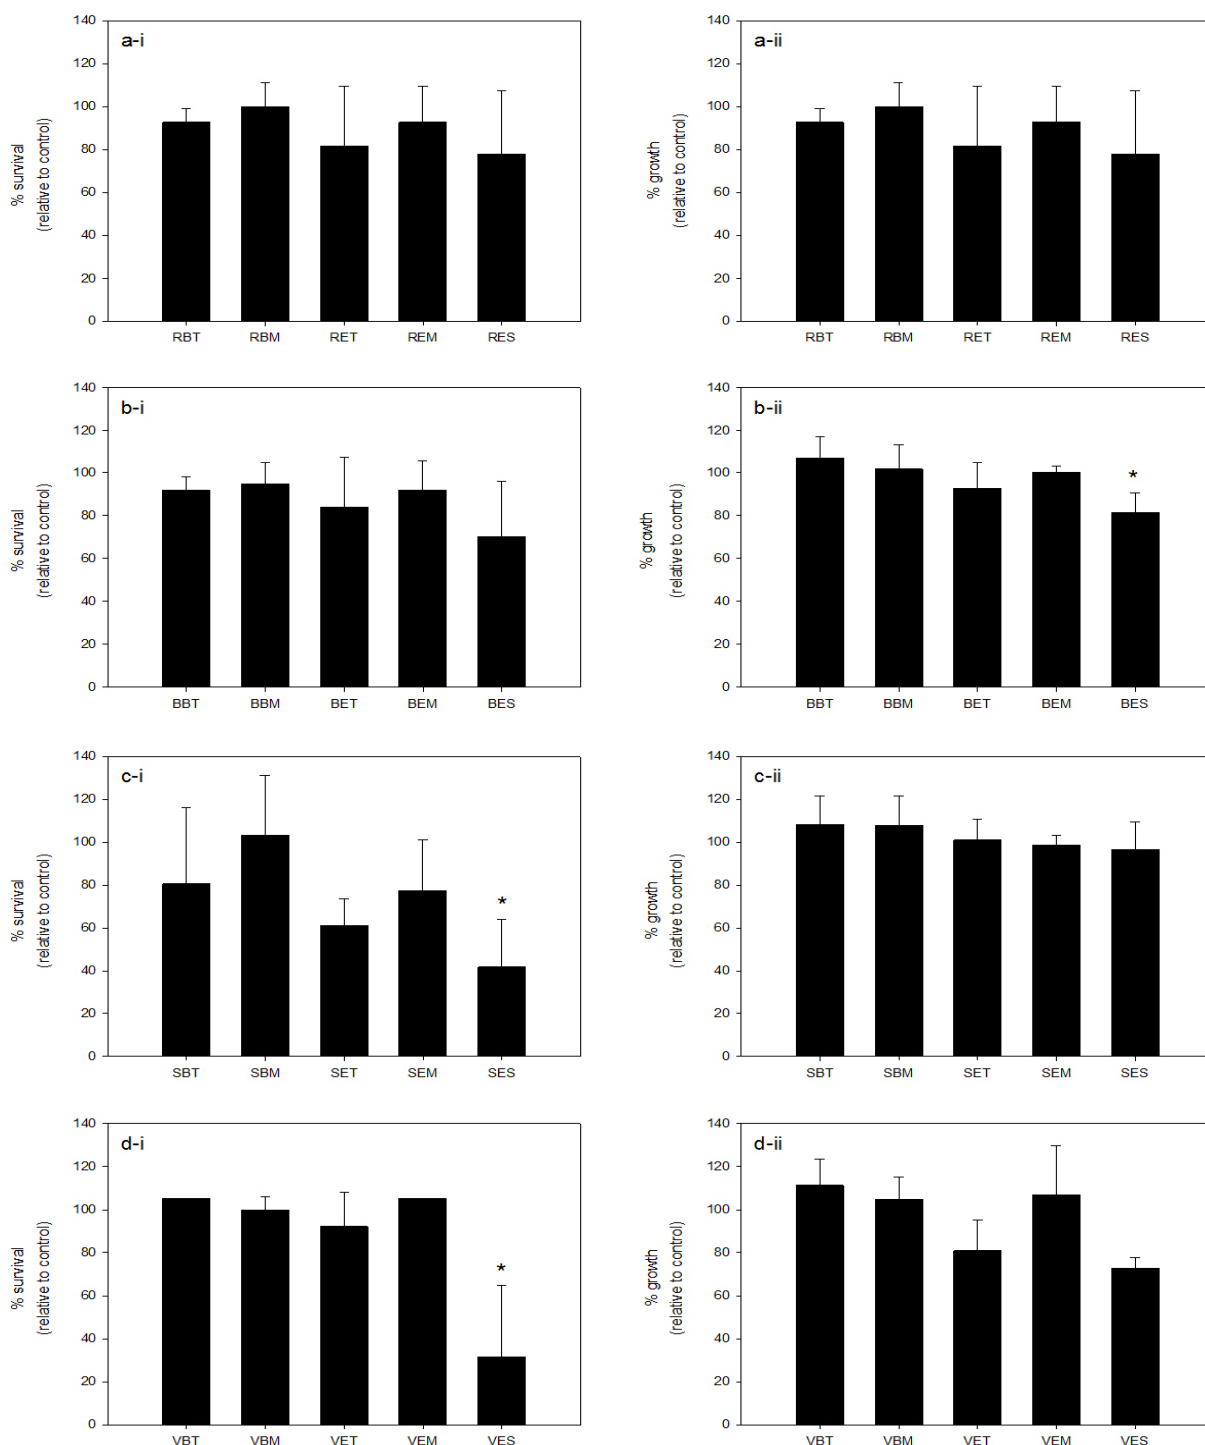 a-i
% survival
(relative to control)
140
120
100
80
60
40
20
0
RBT RBM RET REM RES
a-ii
% growth
(relative to control)
140
120
100
80
60
40
20
0
RBT RBM RET REM RES
b-i
% survival
(relative to control)
140
120
100
80
60
40
20
0
BBT BBM BET BEM BES
b-ii
% growth
(relative to control)
140
120
100
80
60
40
20
0
*
BBT BBM BET BEM BES
c-i
% survival
(relative to control)
140
120
100
80
60
40
20
0
*
SBT SBM SET SEM SES
c-ii
% growth
(relative to control)
140
120
100
80
60
40
20
0
SBT SBM SET SEM SES
d-i
% survival
(relative to control)
140
120
100
80
60
40
20
0
*
VBT VBM VET VEM VES
d-ii
% growth
(relative to control)
140
120
100
80
60
40
20
0
VBT VBM VET VEM VES